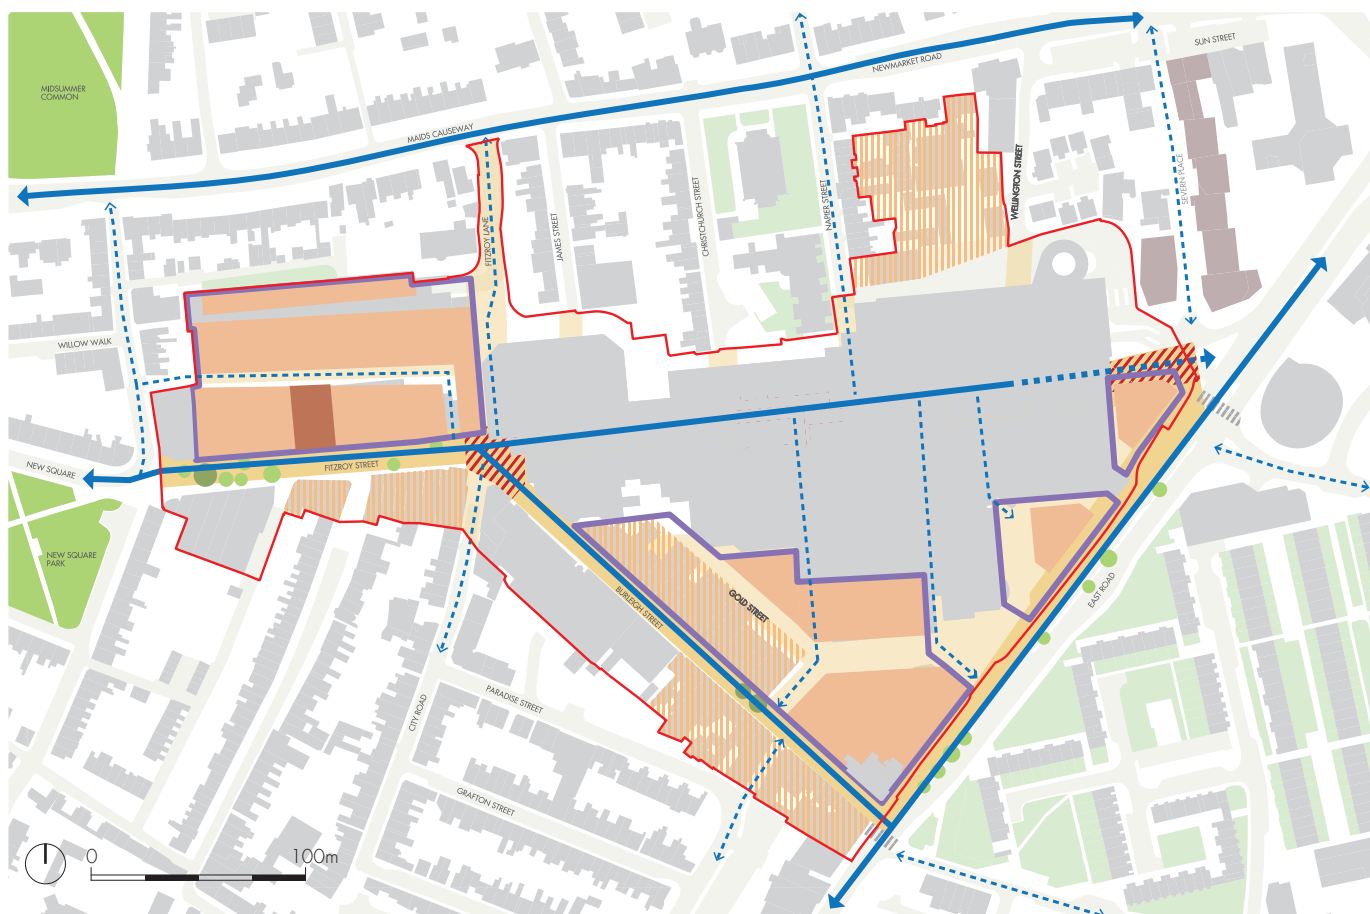 SUN STREET
NEWMARKET ROAD
MIDSUMMER
COMMON
MAIDS CAUSEWAY
WELLINGTON STREET
SEVERN PLACE
CHRISTCHURCH STREET
NAPIER STREET
FITZROY LANE
JAMES STREET
WILLOW WALK
NEW SQUARE
FITZROY STREET
NEW SQUARE
PARK
BURLEIGH STREET
GOLD STREET
EAST ROAD
CITY ROAD
PARADISE STREET
GRAFTON STREET
0 100m